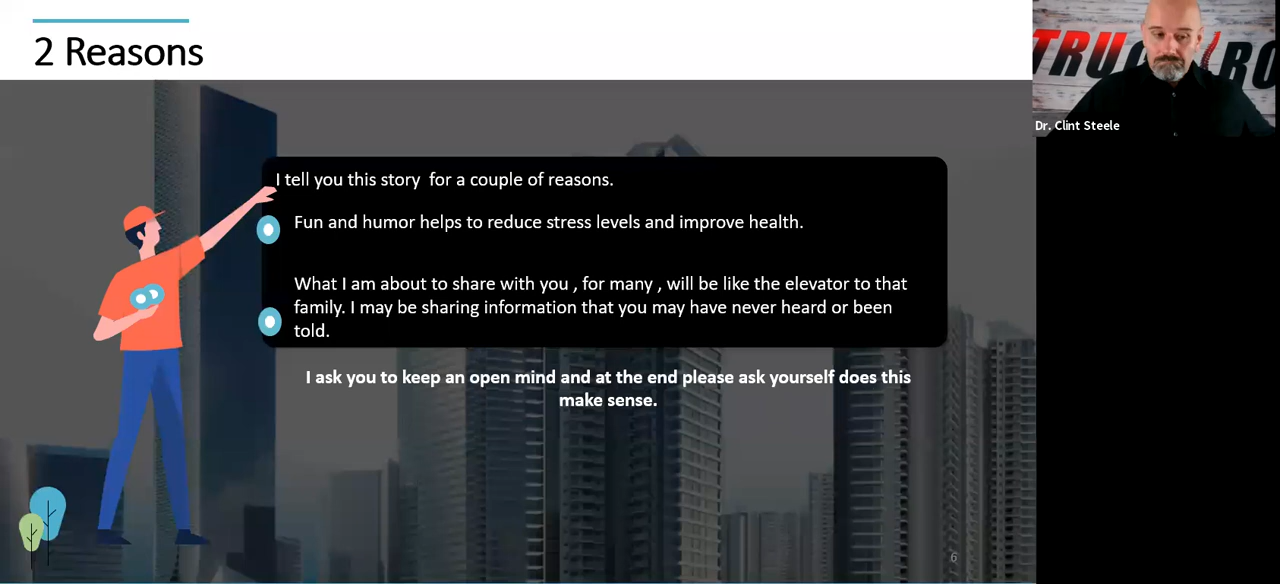 2 Reasons
I tell you this story  for a couple of reasons.
Fun and humor helps to reduce stress levels and improve health.
What I am about to share with you , for many , will be like the elevator to that
family. I may be sharing information that you may have never heard or been
told.
I ask you to keep an open mind and at the end please ask yourself does this
make sense.
6
Dr. Clint Steele